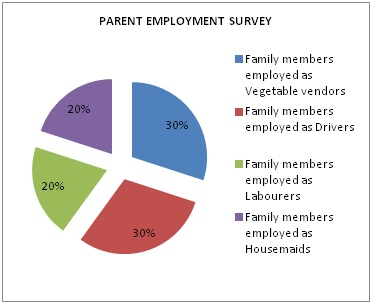 PARENT EMPLOYMENT SURVEY
20%
30%
20%
30%
Family members
employed as
Vegetable vendors
Family members
employed as Drivers
Family members
employed as
Labourers
Family members
employed as
Housemaids